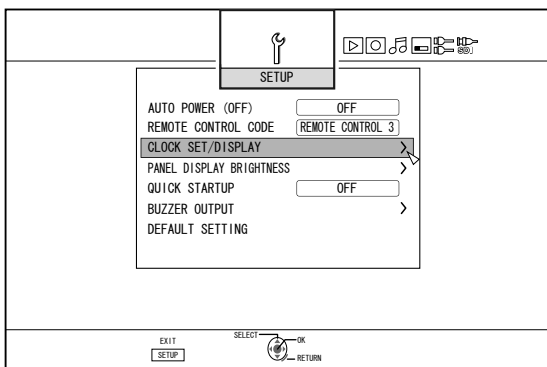 SETUP
AUTO POWER (OFF) OFF
REMOTE CONTROL CODE REMOTE CONTROL 3
CLOCK SET/DISPLAY
PANEL DISPLAY BRIGHTNESS
QUICK STARTUP OFF
BUZZER OUTPUT
DEFAULT SETTING
EXIT
SETUP
SELECT
OK
RETURN